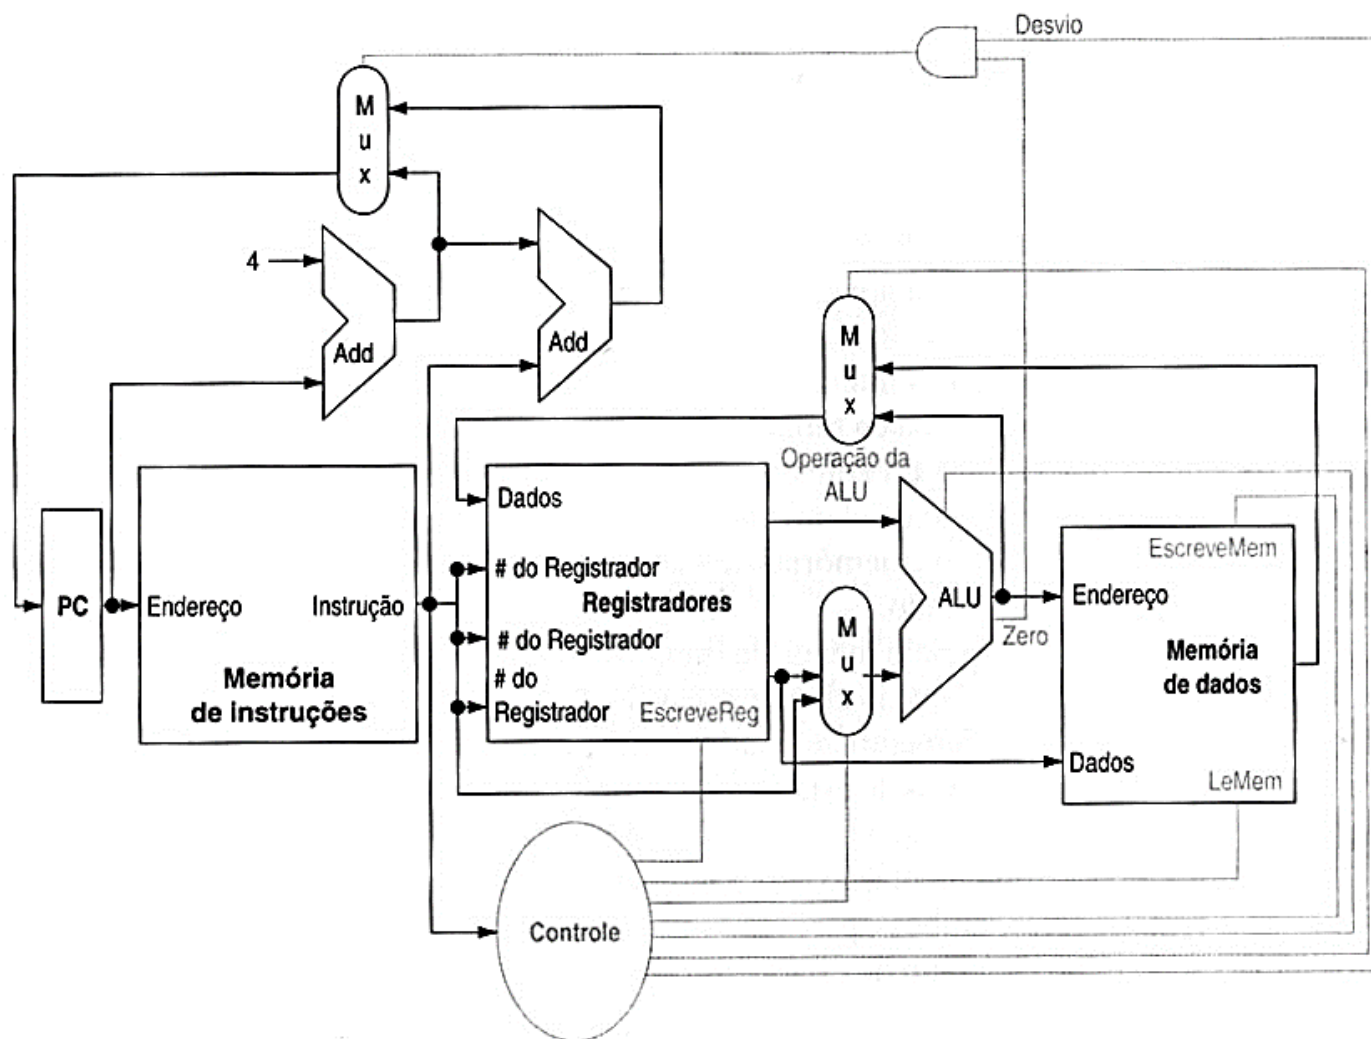 Desvio
M
u
x
4
Add
Add
M
u
x
Operação da
ALU
Dados
EscreveMem
# do Registrador
PC
Endereço
Instrução
Registradores
M
u
x
ALU
Endereço
Zero
# do Registrador
Memória
de instruções
# do
Registrador
EscreveReg
Memória
de dados
Dados
LeMem
Controle